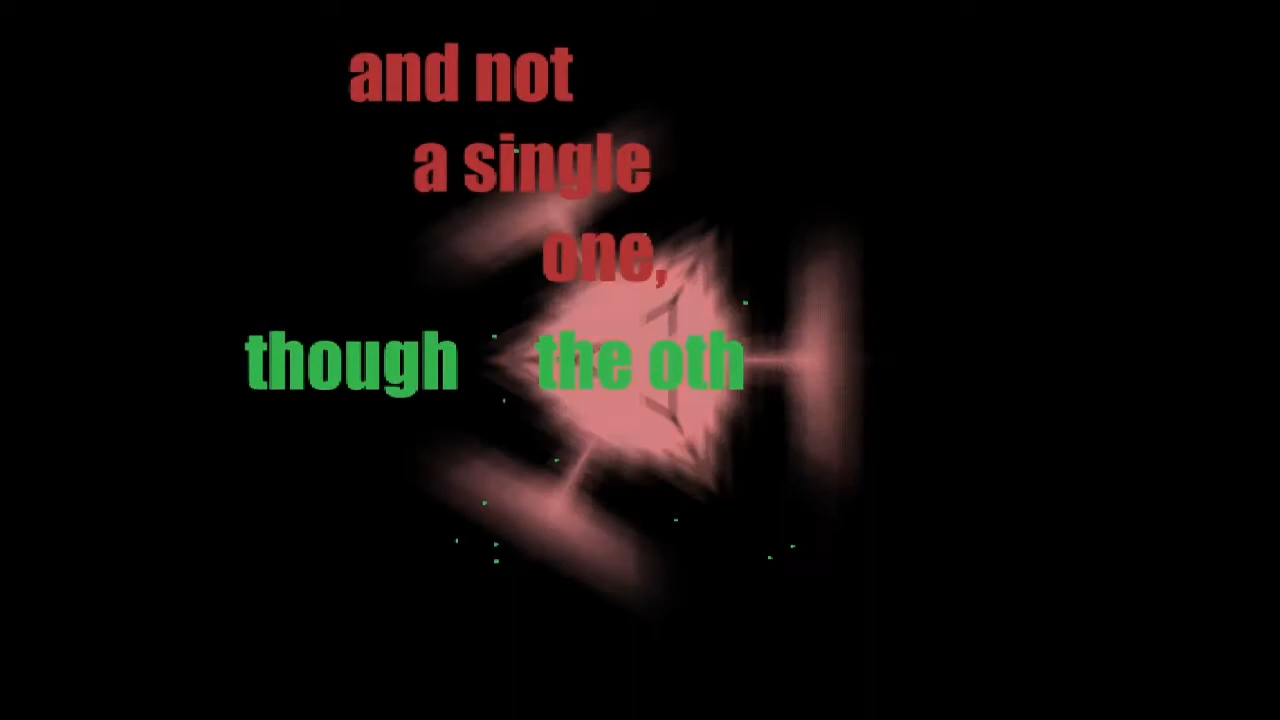 and not
a single
one,
though the oth